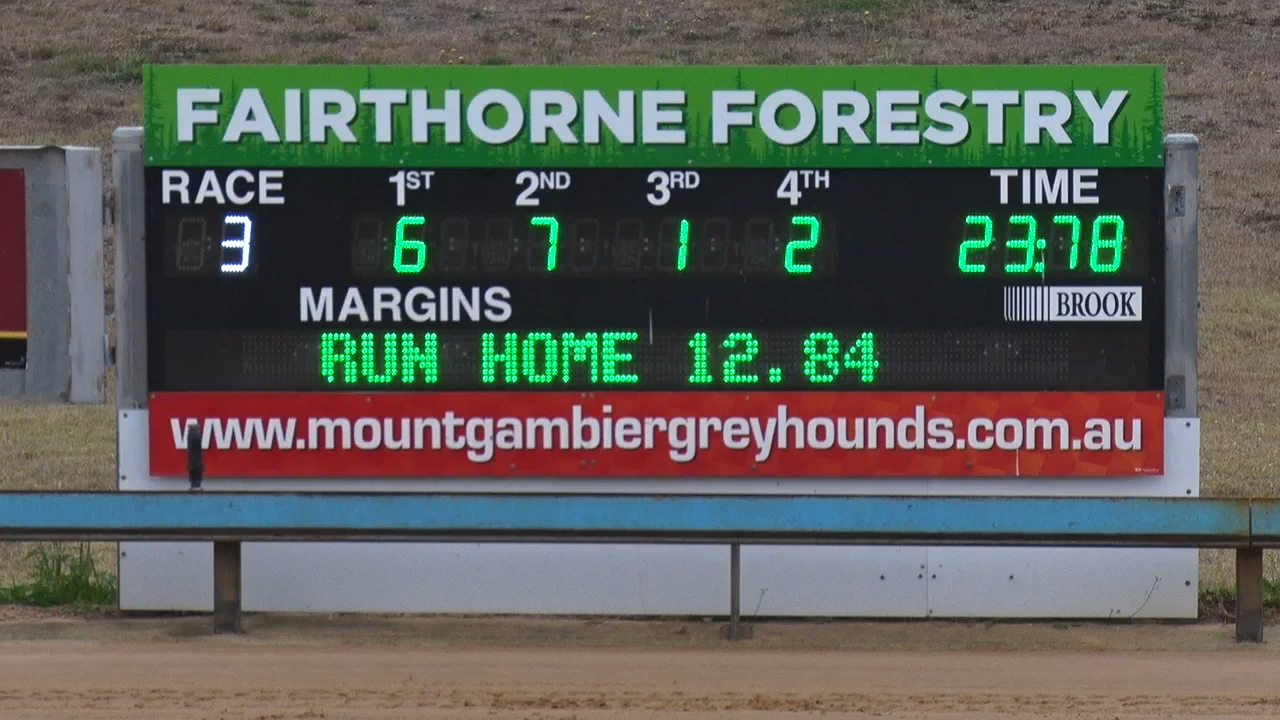 FAIRTHORNE FORESTRY
RACE 1ST 2ND 3RD 4TH TIME
3 6 7 1 2 23:78
MARGINS BROOK
RUN HOME 12.84
www.mountgambiergreyhounds.com.au